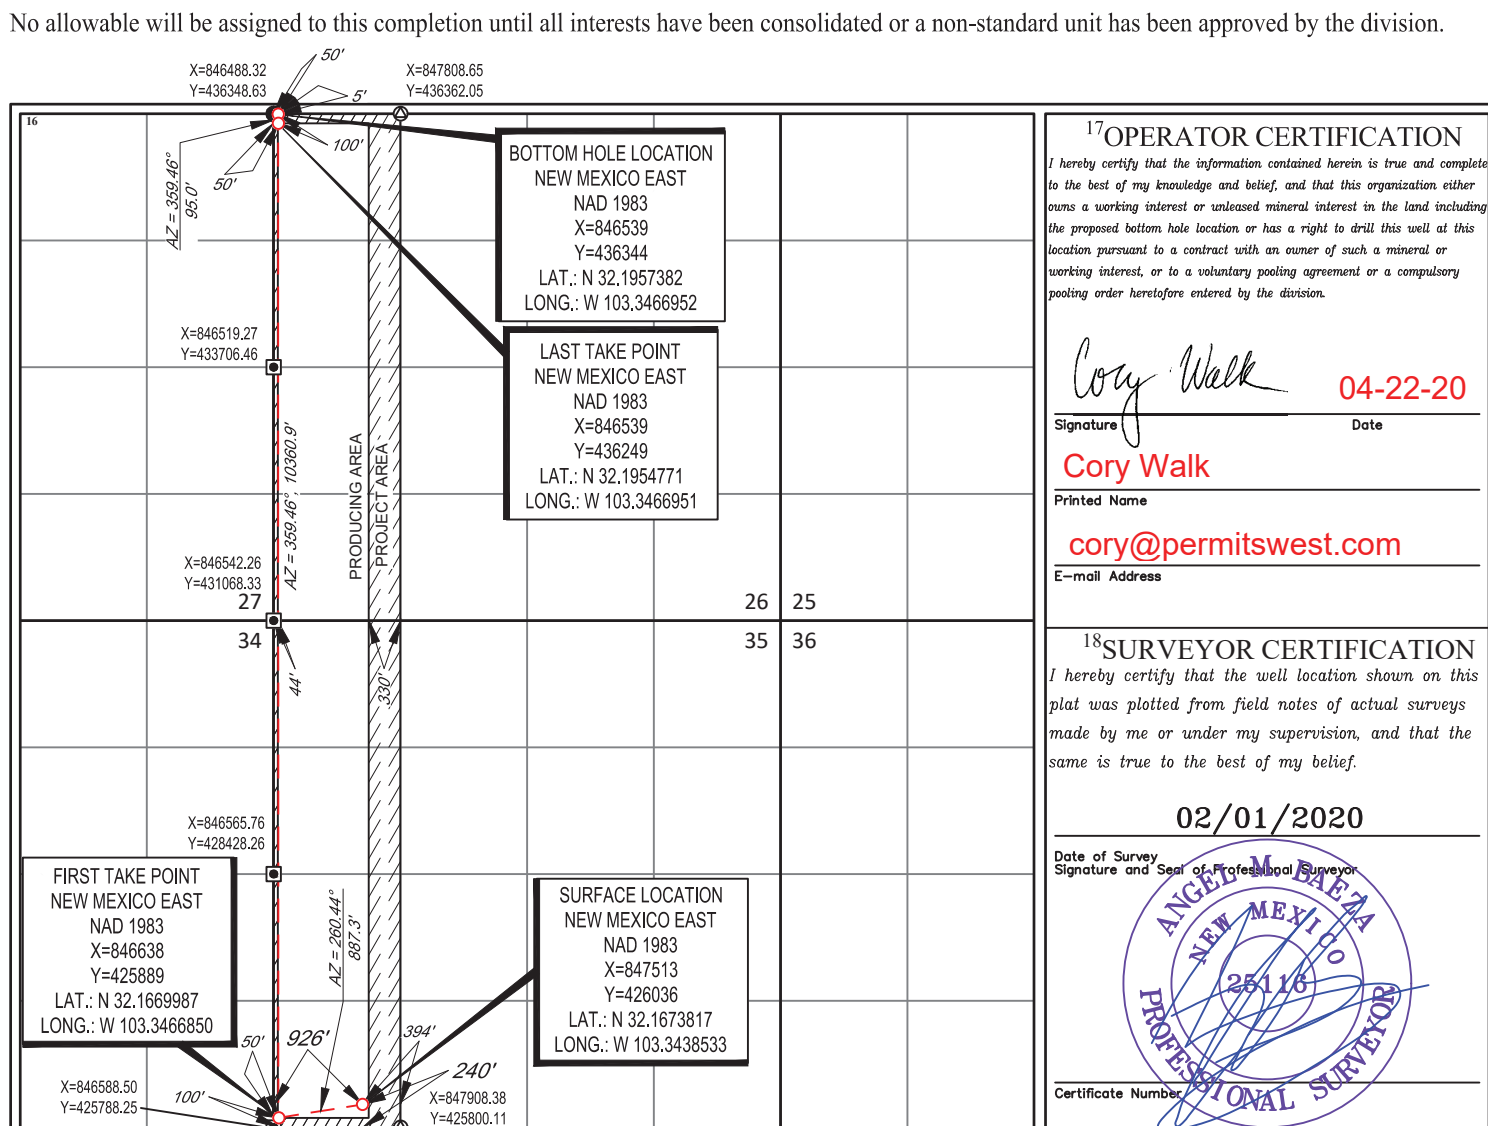 No allowable will be assigned to this completion until all interests have been consolidated or a non-standard unit has been approved by the division.
16
X=846488.32
Y=436348.63
50'
5'
X=847808.65
Y=436362.05
100'
50'
AZ = 359.46°
95.0'
BOTTOM HOLE LOCATION
NEW MEXICO EAST
NAD 1983
X=846539
Y=436344
LAT.: N 32.1957382
LONG.: W 103.3466952
LAST TAKE POINT
NEW MEXICO EAST
NAD 1983
X=846539
Y=436249
LAT.: N 32.1954771
LONG.: W 103.3466951
X=846519.27
Y=433706.46
AZ = 359.46°, 10360.9'
PRODUCING AREA
PROJECT AREA
X=846542.26
Y=431068.33
27
26
25
34
35
36
44'
330'
X=846565.76
Y=428428.26
FIRST TAKE POINT
NEW MEXICO EAST
NAD 1983
X=846638
Y=425889
LAT.: N 32.1669987
LONG.: W 103.3466850
AZ = 260.44°
887.3'
SURFACE LOCATION
NEW MEXICO EAST
NAD 1983
X=847513
Y=426036
LAT.: N 32.1673817
LONG.: W 103.3438533
50'
926'
394'
240'
100'
X=846588.50
Y=425788.25
X=847908.38
Y=425800.11
17OPERATOR CERTIFICATION
I hereby certify that the information contained herein is true and complete
to the best of my knowledge and belief, and that this organization either
owns a working interest or unleased mineral interest in the land including
the proposed bottom hole location or has a right to drill this well at this
location pursuant to a contract with an owner of such a mineral or
working interest, or to a voluntary pooling agreement or a compulsory
pooling order heretofore entered by the division.
Cory Walk
04-22-20
Signature
Date
Cory Walk
Printed Name
cory@permitswest.com
E-mail Address
18SURVEYOR CERTIFICATION
I hereby certify that the well location shown on this
plat was plotted from field notes of actual surveys
made by me or under my supervision, and that the
same is true to the best of my belief.
02/01/2020
Date of Survey
Signature and Seal of Professional Surveyor
ANGEL M. BAEZA
NEW MEXICO
25116
PROFESSIONAL SURVEYOR
Certificate Number